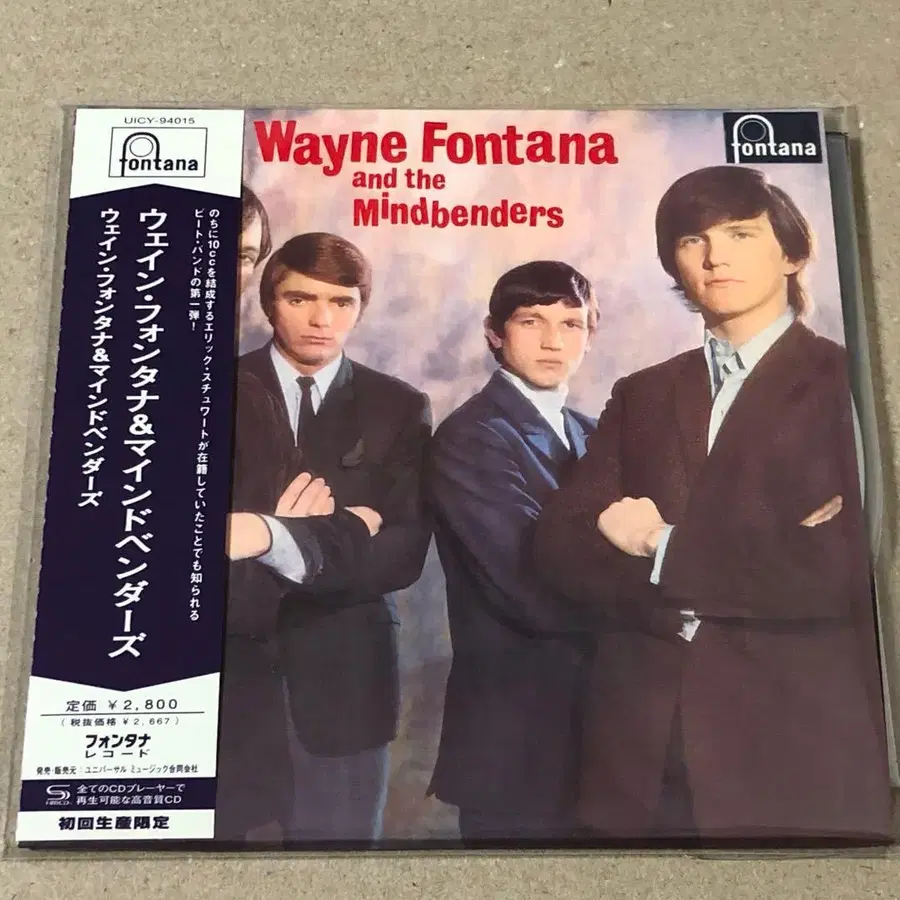 UICY-94015
fontana
のちに10ccを結成するエリック・スチュワートが在籍していたことでも知られる
ビート・バンドの第一弾!
ウェイン・フォンタナ&マインドベンダーズ
ウェイン・フォンタナ&マインドベンダーズ
定価 ¥2,800
(税抜価格 ¥2,667)
フォンタナ
レコード
発売・販売元:ユニバーサル ミュージック合同会社
SHM-CD
全てのCDプレーヤーで
再生可能な高音質CD
初回生産限定
Wayne Fontana
and the
Mindbenders
fontana